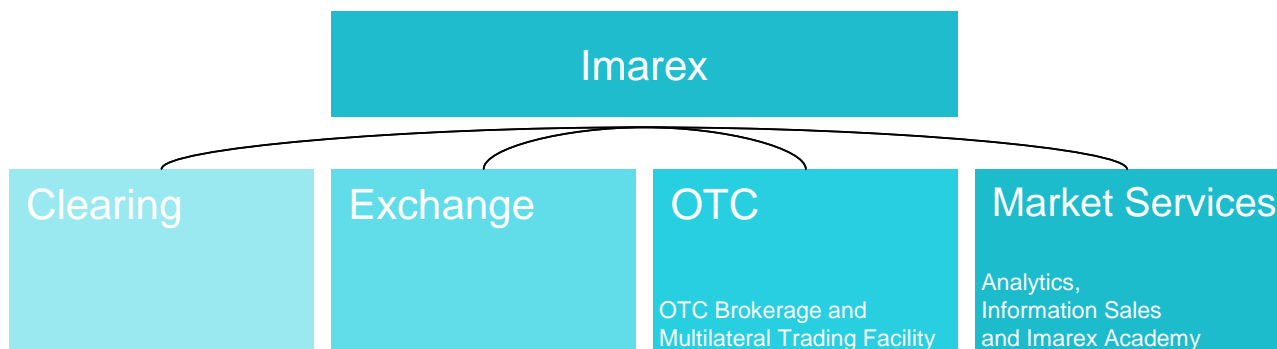 Imarex
Clearing
Exchange
OTC
Market Services
OTC Brokerage and
Multilateral Trading Facility
Analytics,
Information Sales
and Imarex Academy